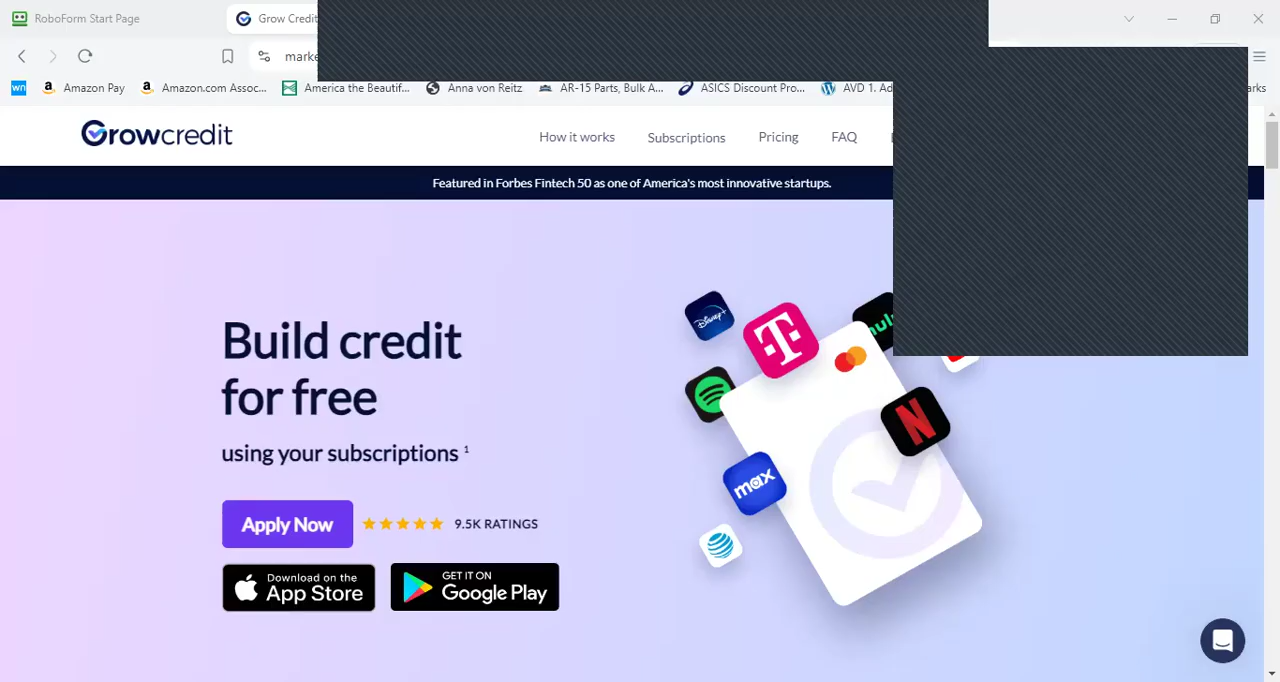 RoboForm Start Page
Grow Credit
marke
wn
Amazon Pay
Amazon.com Assoc...
America the Beautif...
Anna von Reitz
AR-15 Parts, Bulk A...
ASICS Discount Pro...
AVD 1. Ad
arks
Growcredit
How it works
Subscriptions
Pricing
FAQ
Featured in Forbes Fintech 50 as one of America's most innovative startups.
Build credit
for free
using your subscriptions 1
Apply Now
9.5K RATINGS
Download on the
App Store
GET IT ON
Google Play
Disney+
T
hulu
N
max